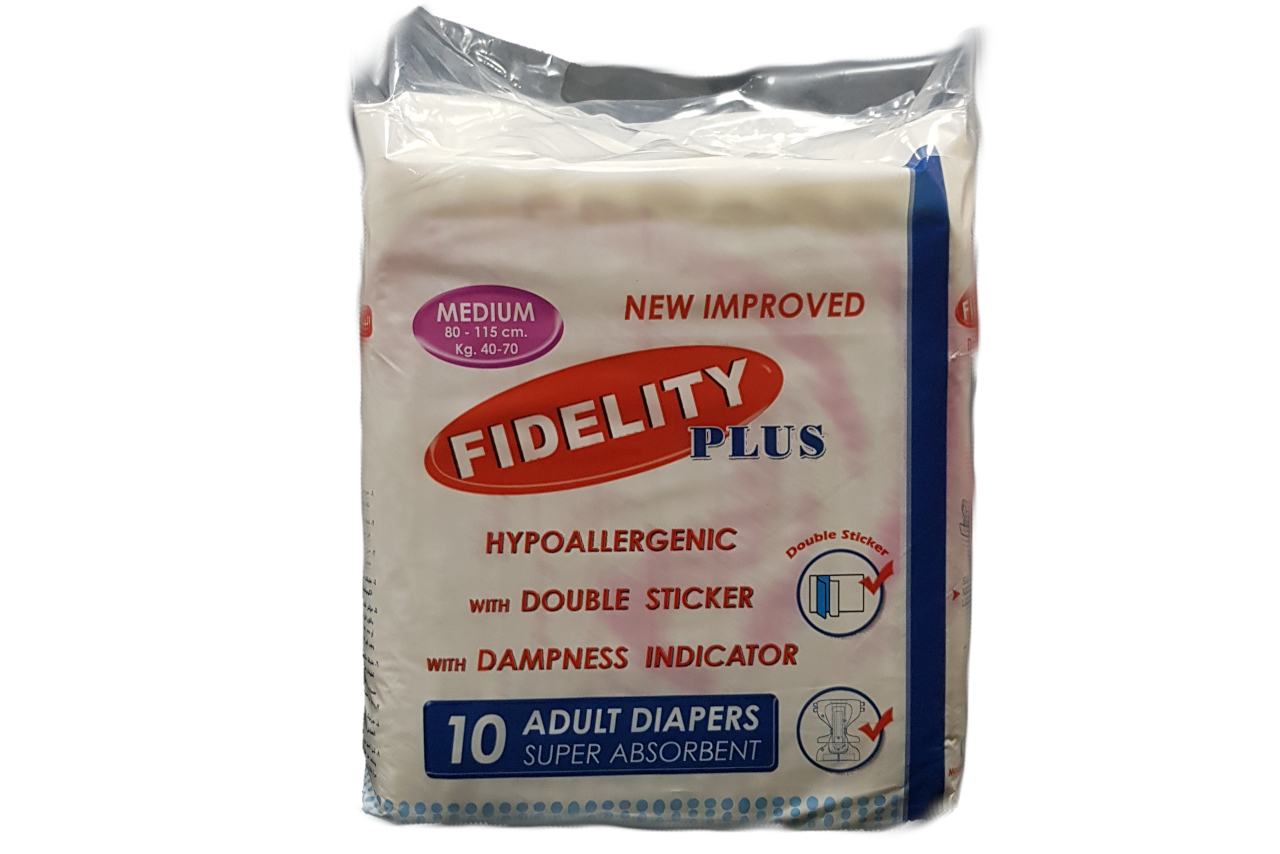 MEDIUM
80 - 115 cm.
Kg. 40-70
NEW IMPROVED
FIDELITY
PLUS
HYPOALLERGENIC
Double Sticker
WITH DOUBLE STICKER
WITH DAMPNESS INDICATOR
10 ADULT DIAPERS
SUPER ABSORBENT